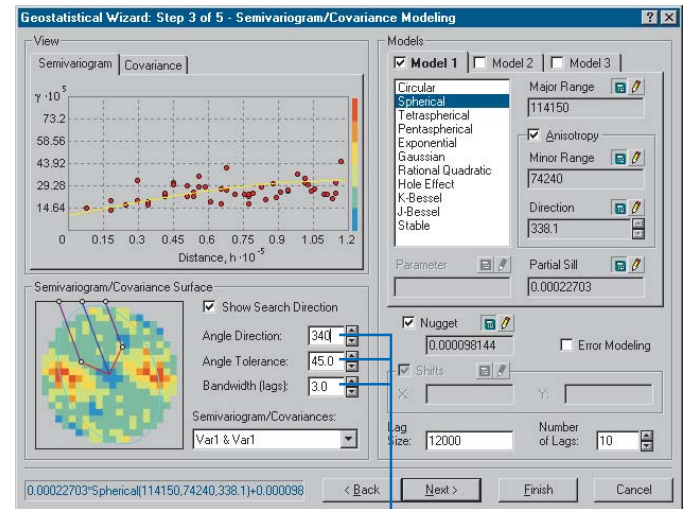 Geostatistical Wizard: Step 3 of 5 - Semivariogram/Covariance Modeling
View
Semivariogram
Covariance
γ·10^5
73.2
58.56
43.92
29.28
14.64
0 0.15 0.3 0.45 0.6 0.75 0.9 1.05 1.2
Distance, h·10^-5
Semivariogram/Covariance Surface
Show Search Direction
Angle Direction: 340
Angle Tolerance: 45.0
Bandwidth (lags): 3.0
Semivariogram/Covariances:
Var1 & Var1
Models
Model 1
Model 2
Model 3
Circular
Spherical
Tetraspherical
Pentaspherical
Exponential
Gaussian
Rational Quadratic
Hole Effect
K-Bessel
J-Bessel
Stable
Major Range
114150
Anisotropy
Minor Range
74240
Direction
338.1
Parameter
Partial Sill
0.00022703
Nugget
0.000098144
Error Modeling
Shifts
X:
Y:
Lag Size: 12000
Number of Lags: 10
0.00022703*Spherical(114150,74240,338.1)+0.000098
< Back
Next >
Finish
Cancel